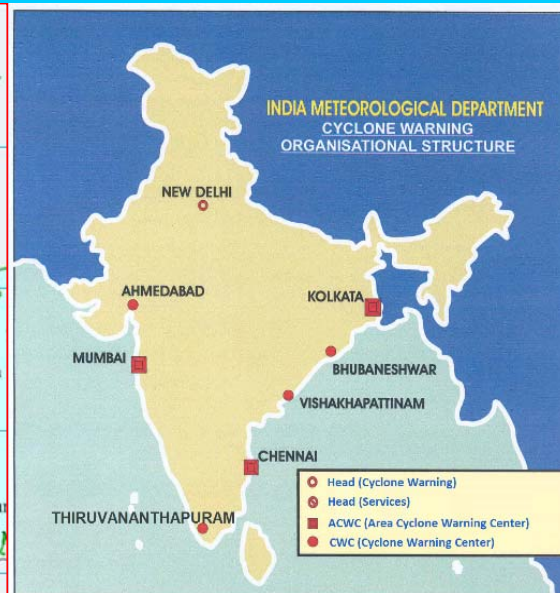 INDIA METEOROLOGICAL DEPARTMENT
CYCLONE WARNING
ORGANISATIONAL STRUCTURE
NEW DELHI
AHMEDABAD
KOLKATA
MUMBAI
BHUBANESHWAR
VISHAKHAPATTINAM
CHENNAI
THIRUVANANTHAPURAM
Head (Cyclone Warning)
Head (Services)
ACWC (Area Cyclone Warning Center)
CWC (Cyclone Warning Center)